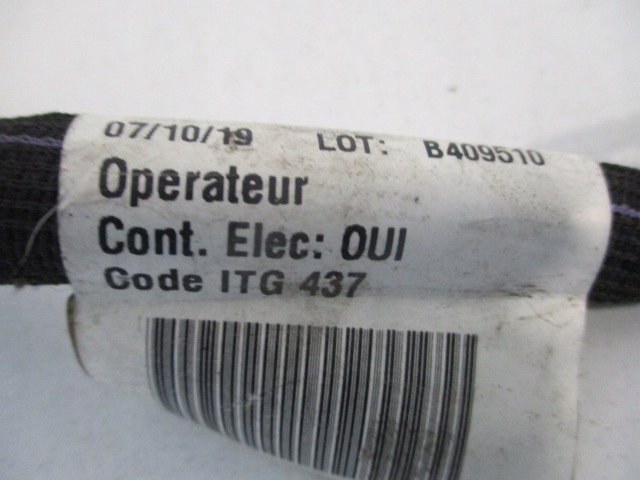 07/10/19 LOT: B409510
Operateur
Cont. Elec: OUI
Code ITG 437